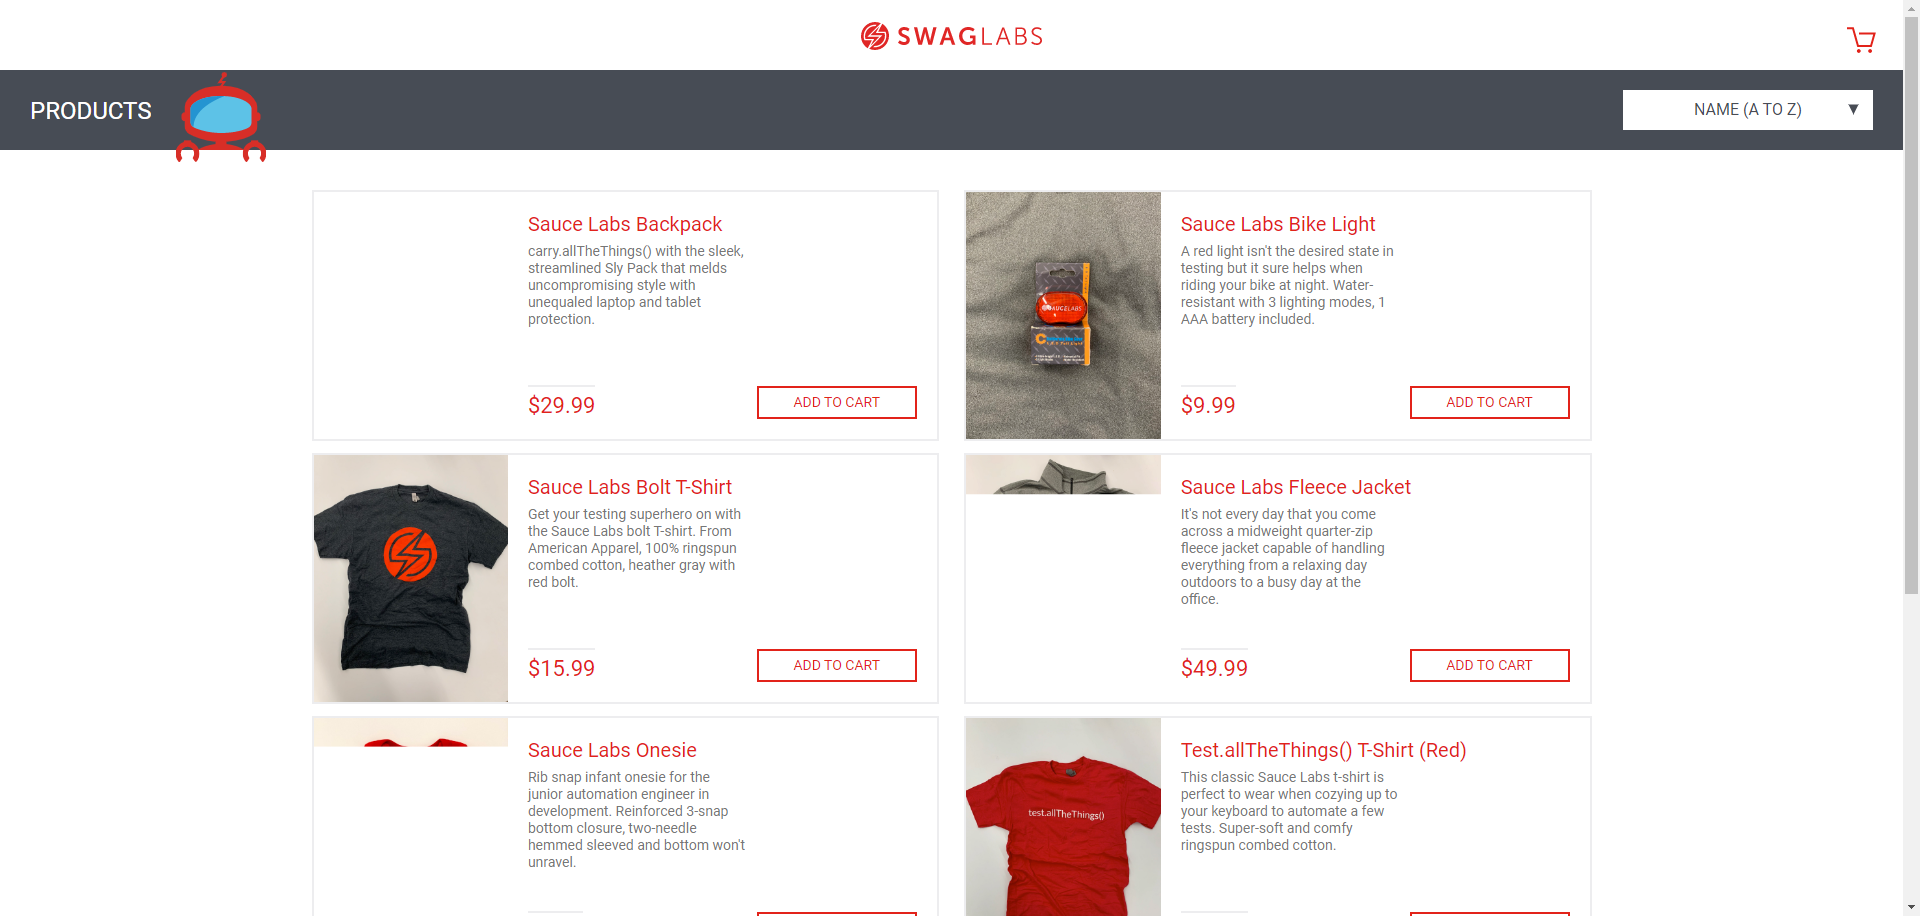 SWAGLABS
PRODUCTS
NAME (A TO Z)
Sauce Labs Backpack
carry.allTheThings() with the sleek,
streamlined Sly Pack that melds
uncompromising style with
unequaled laptop and tablet
protection.
$29.99
ADD TO CART
Sauce Labs Bike Light
A red light isn't the desired state in
testing but it sure helps when
riding your bike at night. Water-
resistant with 3 lighting modes, 1
AAA battery included.
$9.99
ADD TO CART
SAUCELABS
Sauce Labs Bolt T-Shirt
Get your testing superhero on with
the Sauce Labs bolt T-shirt. From
American Apparel, 100% ringspun
combed cotton, heather gray with
red bolt.
$15.99
ADD TO CART
Sauce Labs Fleece Jacket
It's not every day that you come
across a midweight quarter-zip
fleece jacket capable of handling
everything from a relaxing day
outdoors to a busy day at the
office.
$49.99
ADD TO CART
Sauce Labs Onesie
Rib snap infant onesie for the
junior automation engineer in
development. Reinforced 3-snap
bottom closure, two-needle
hemmed sleeved and bottom won't
unravel.
test.allTheThings()
Test.allTheThings() T-Shirt (Red)
This classic Sauce Labs t-shirt is
perfect to wear when cozying up to
your keyboard to automate a few
tests. Super-soft and comfy
ringspun combed cotton.